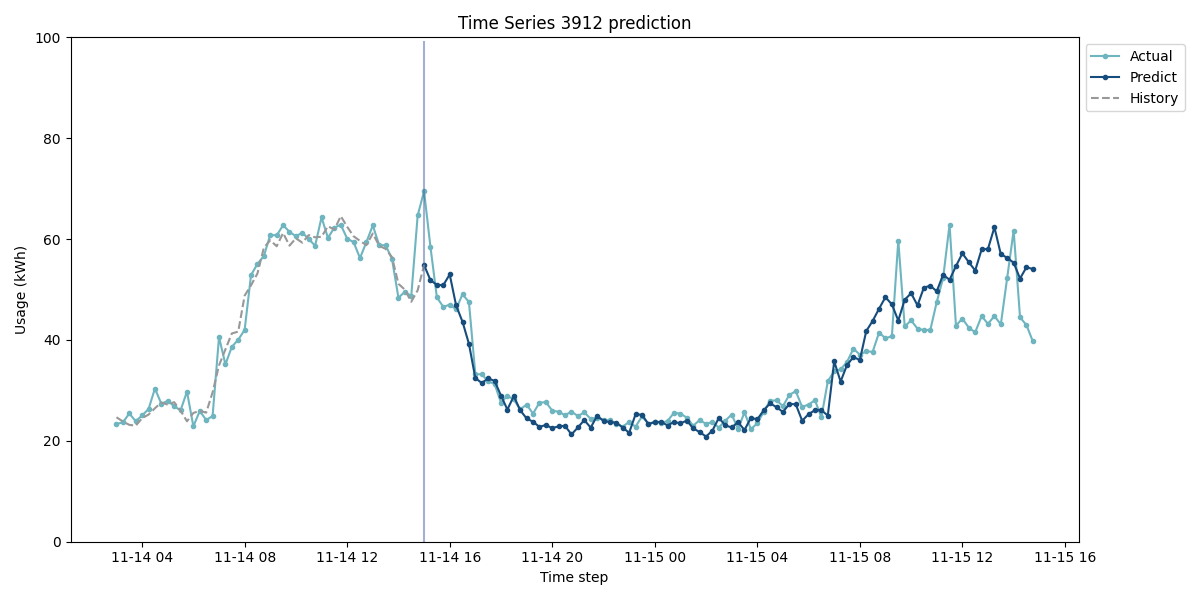 Time Series 3912 prediction
100
80
60
40
20
0
Usage (kWh)
11-14 04
11-14 08
11-14 12
11-14 16
11-14 20
11-15 00
11-15 04
11-15 08
11-15 12
11-15 16
Time step
Actual
Predict
History